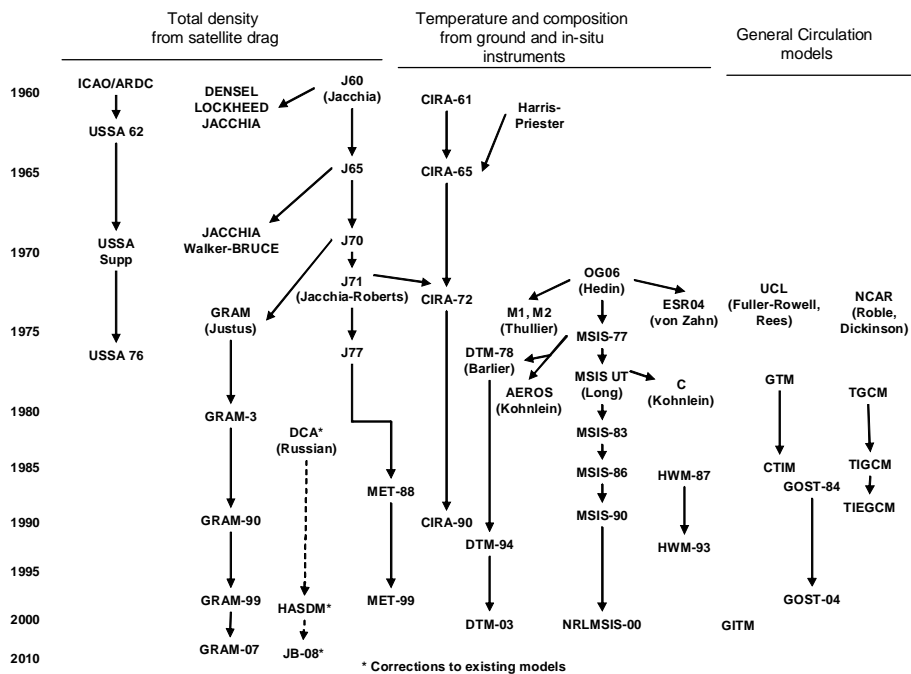 Total density
from satellite drag
Temperature and composition
from ground and in-situ
instruments
General Circulation
models
1960
1965
1970
1975
1980
1985
1990
1995
2000
2010
ICAO/ARDC
USSA 62
USSA
Supp
USSA 76
DENSEL
LOCKHEED
JACCHIA
J60
(Jacchia)
J65
JACCHIA
Walker-BRUCE
J70
J71
(Jacchia-Roberts)
GRAM
(Justus)
J77
GRAM-3
DCA*
(Russian)
MET-88
GRAM-90
GRAM-99
HASDM*
MET-99
GRAM-07
JB-08*
CIRA-61
Harris-
Priester
CIRA-65
CIRA-72
CIRA-90
OG06
(Hedin)
M1, M2
(Thullier)
ESR04
(von Zahn)
MSIS-77
DTM-78
(Barlier)
AEROS
(Kohnlein)
MSIS UT
(Long)
C
(Kohnlein)
MSIS-83
MSIS-86
HWM-87
MSIS-90
DTM-94
HWM-93
DTM-03
NRLMSIS-00
UCL
(Fuller-Rowell,
Rees)
NCAR
(Roble,
Dickinson)
GTM
TGCM
CTIM
GOST-84
TIGCM
TIEGCM
GOST-04
GITM
* Corrections to existing models